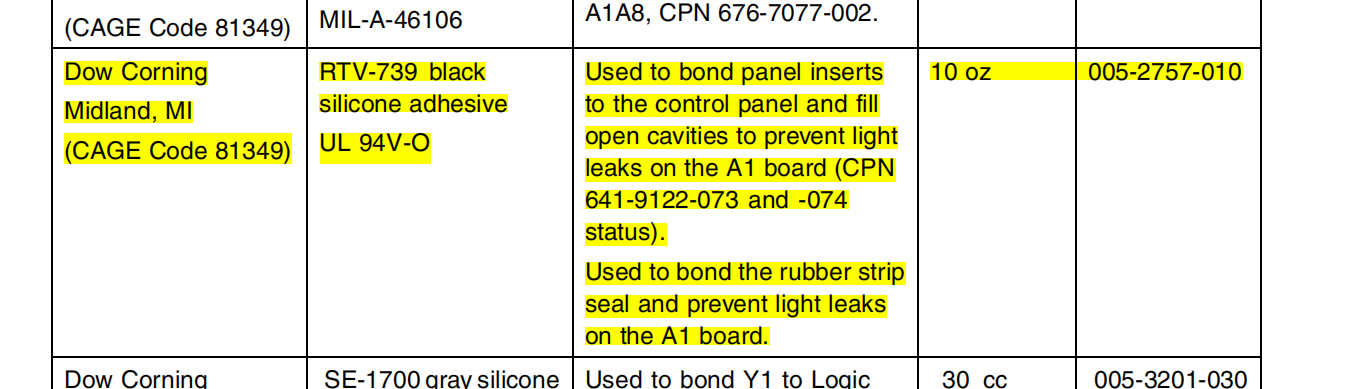 (CAGE Code 81349)
MIL-A-46106
A1A8, CPN 676-7077-002.
Dow Corning
Midland, MI
(CAGE Code 81349)
RTV-739 black
silicone adhesive
UL 94V-O
Used to bond panel inserts
to the control panel and fill
open cavities to prevent light
leaks on the A1 board (CPN
641-9122-073 and -074
status).
Used to bond the rubber strip
seal and prevent light leaks
on the A1 board.
10 oz
005-2757-010
Dow Corning
SE-1700 gray silicone
Used to bond Y1 to Logic
30 cc
005-3201-030